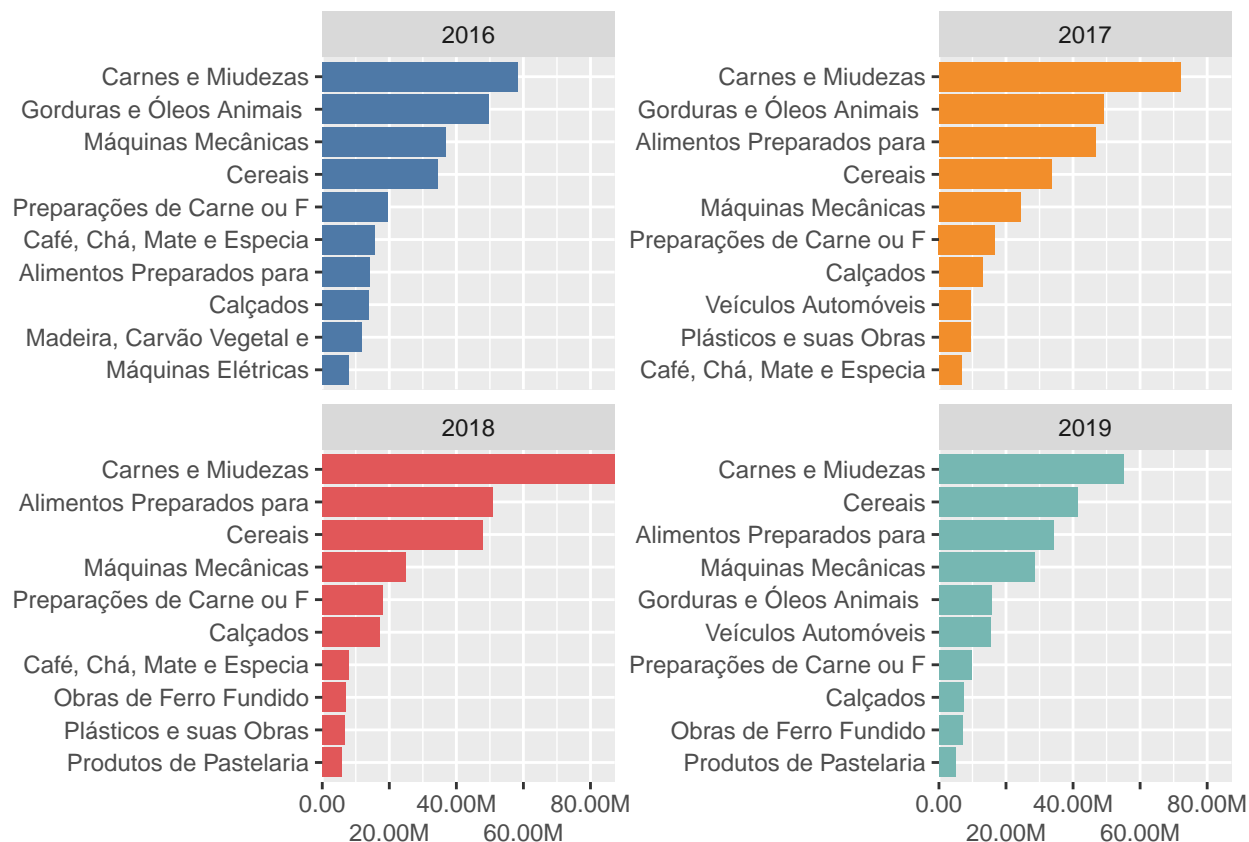 2016
Carnes e Miudezas
Gorduras e Óleos Animais
Máquinas Mecânicas
Cereais
Preparações de Carne ou F
Café, Chá, Mate e Especia
Alimentos Preparados para
Calçados
Madeira, Carvão Vegetal e
Máquinas Elétricas
2017
Carnes e Miudezas
Gorduras e Óleos Animais
Alimentos Preparados para
Cereais
Máquinas Mecânicas
Preparações de Carne ou F
Calçados
Veículos Automóveis
Plásticos e suas Obras
Café, Chá, Mate e Especia
2018
Carnes e Miudezas
Alimentos Preparados para
Cereais
Máquinas Mecânicas
Preparações de Carne ou F
Calçados
Café, Chá, Mate e Especia
Obras de Ferro Fundido
Plásticos e suas Obras
Produtos de Pastelaria
0.00 40.00M 80.00M
20.00M 60.00M
2019
Carnes e Miudezas
Cereais
Alimentos Preparados para
Máquinas Mecânicas
Gorduras e Óleos Animais
Veículos Automóveis
Preparações de Carne ou F
Calçados
Obras de Ferro Fundido
Produtos de Pastelaria
0.00 40.00M 80.00M
20.00M 60.00M